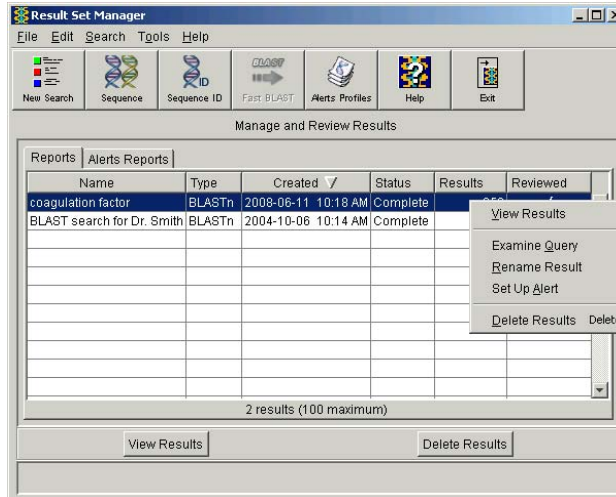 Result Set Manager
File Edit Search Tools Help
New Search Sequence Sequence ID Fast BLAST Alerts Profiles Help Exit
Manage and Review Results
Reports Alerts Reports
Name Type Created Status Results Reviewed
coagulation factor BLASTn 2008-06-11 10:18 AM Complete
BLAST search for Dr. Smith BLASTn 2004-10-06 10:14 AM Complete
View Results
Examine Query
Rename Result
Set Up Alert
Delete Results Delet
2 results (100 maximum)
View Results Delete Results